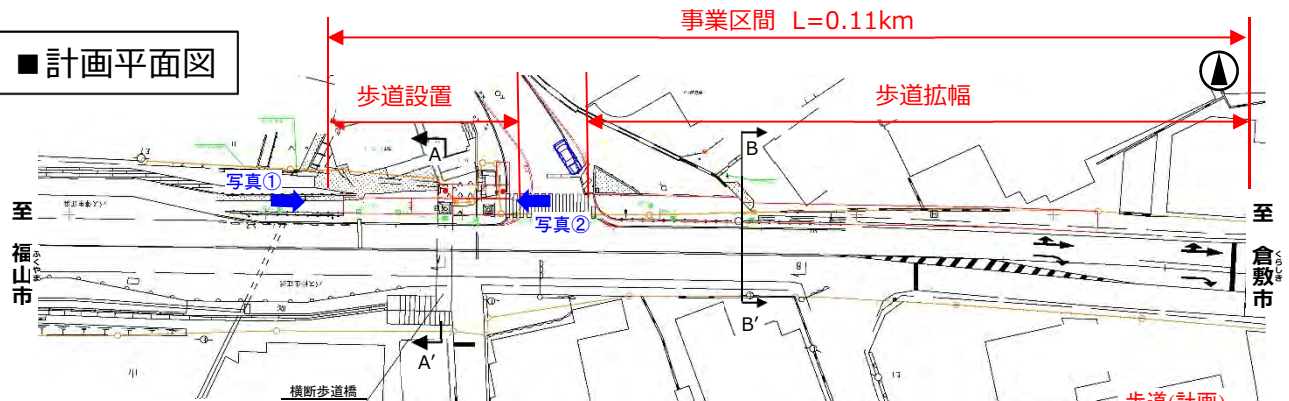 事業区間 L=0.11km
■計画平面図
歩道設置
歩道拡幅
A
B
写真①
写真②
至 福山市
ふくやま
至 倉敷市
くらしき
A’
B’
横断歩道橋
歩道(計画)